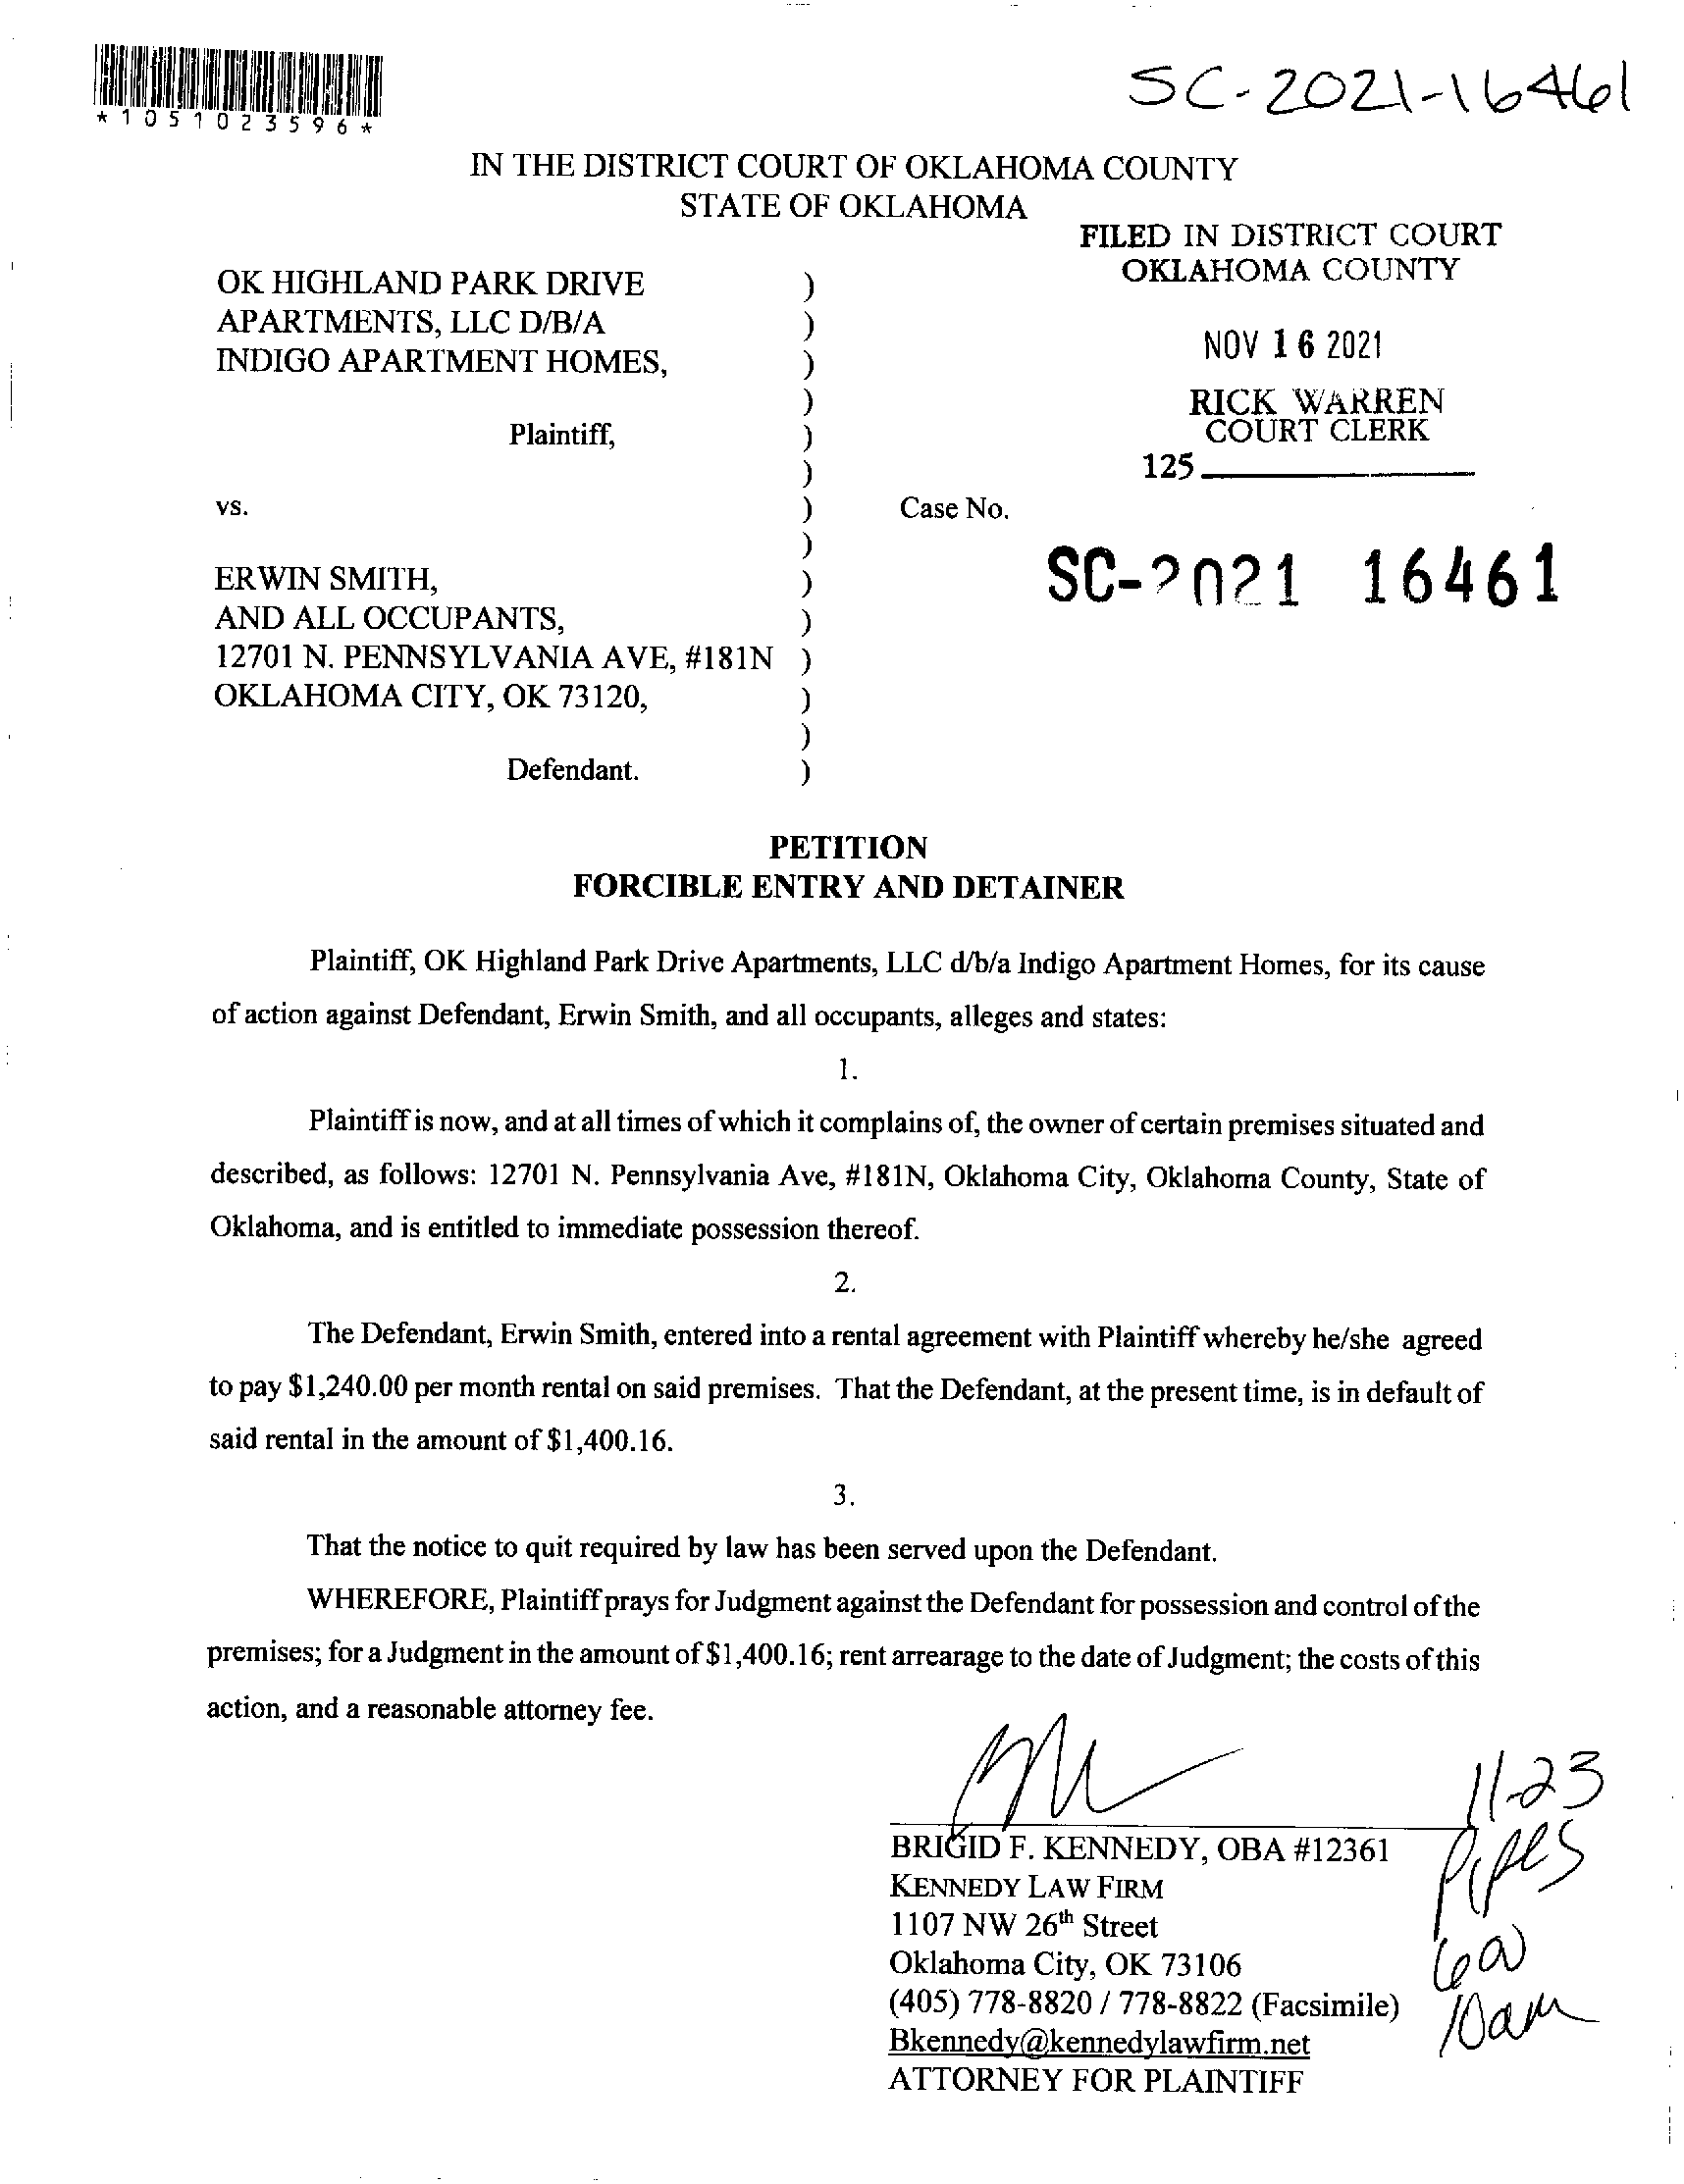 SC-2021-16461
*1051023596*
IN THE DISTRICT COURT OF OKLAHOMA COUNTY
STATE OF OKLAHOMA
FILED IN DISTRICT COURT
OKLAHOMA COUNTY
NOV 16 2021
RICK WARREN
COURT CLERK
125
OK HIGHLAND PARK DRIVE )
APARTMENTS, LLC D/B/A )
INDIGO APARTMENT HOMES, )
)
Plaintiff, )
)
vs. ) Case No.
)
SC-2021 16461
ERWIN SMITH, )
AND ALL OCCUPANTS, )
12701 N. PENNSYLVANIA AVE, #181N )
OKLAHOMA CITY, OK 73120, )
)
Defendant. )
PETITION
FORCIBLE ENTRY AND DETAINER
Plaintiff, OK Highland Park Drive Apartments, LLC d/b/a Indigo Apartment Homes, for its cause
of action against Defendant, Erwin Smith, and all occupants, alleges and states:
1.
Plaintiff is now, and at all times of which it complains of, the owner of certain premises situated and
described, as follows: 12701 N. Pennsylvania Ave, #181N, Oklahoma City, Oklahoma County, State of
Oklahoma, and is entitled to immediate possession thereof.
2.
The Defendant, Erwin Smith, entered into a rental agreement with Plaintiff whereby he/she agreed
to pay $1,240.00 per month rental on said premises. That the Defendant, at the present time, is in default of
said rental in the amount of $1,400.16.
3.
That the notice to quit required by law has been served upon the Defendant.
WHEREFORE, Plaintiff prays for Judgment against the Defendant for possession and control of the
premises; for a Judgment in the amount of $1,400.16; rent arrearage to the date of Judgment; the costs of this
action, and a reasonable attorney fee.
BRIGID F. KENNEDY, OBA #12361
KENNEDY LAW FIRM
1107 NW 26th Street
Oklahoma City, OK 73106
(405) 778-8820 / 778-8822 (Facsimile)
Bkennedy@kennedylawfirm.net
ATTORNEY FOR PLAINTIFF
11-23
Pipes
10am